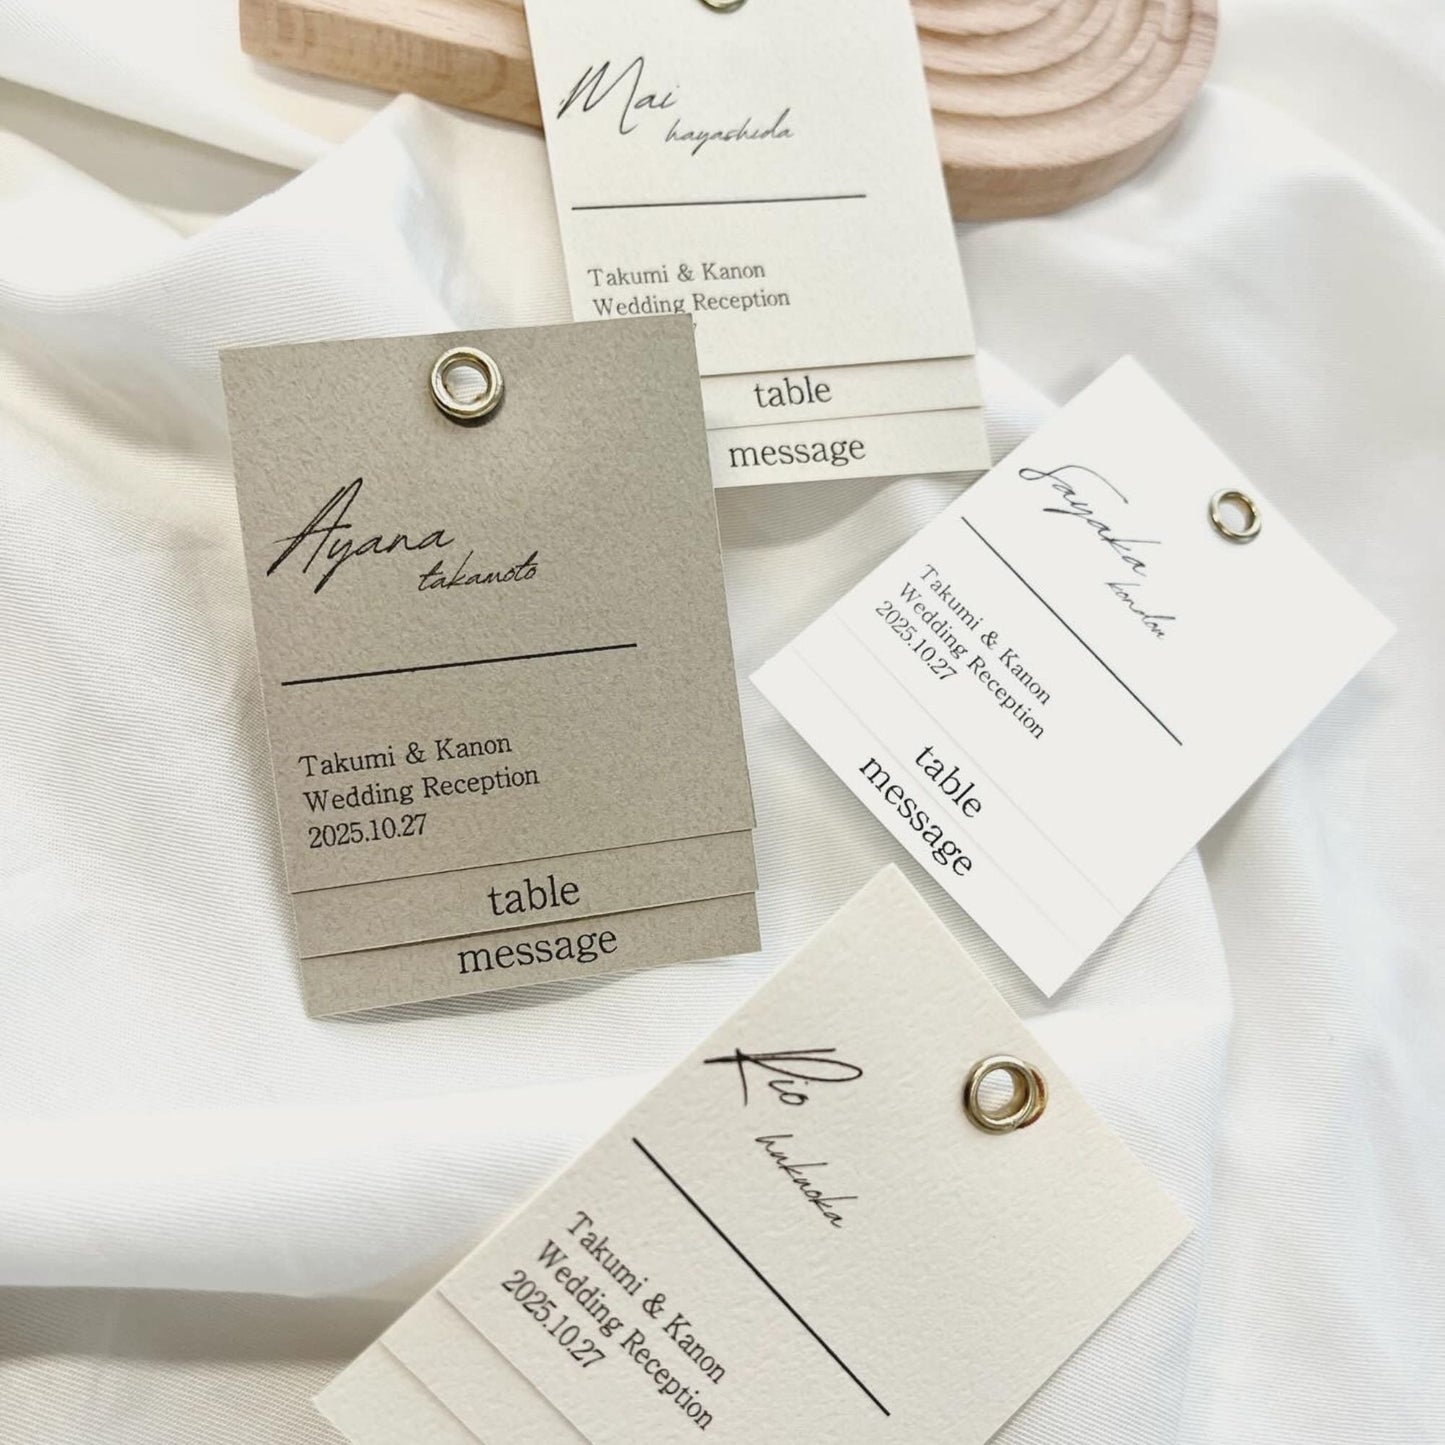 Mai
hayashida
Takumi & Kanon
Wedding Reception
table
message
Ayana
takamoto
Takumi & Kanon
Wedding Reception
2025.10.27
table
message
Sayaka
Takumi & Kanon
Wedding Reception
2025.10.27
table
message
Rio
hukuoka
Takumi & Kanon
Wedding Reception
2025.10.27